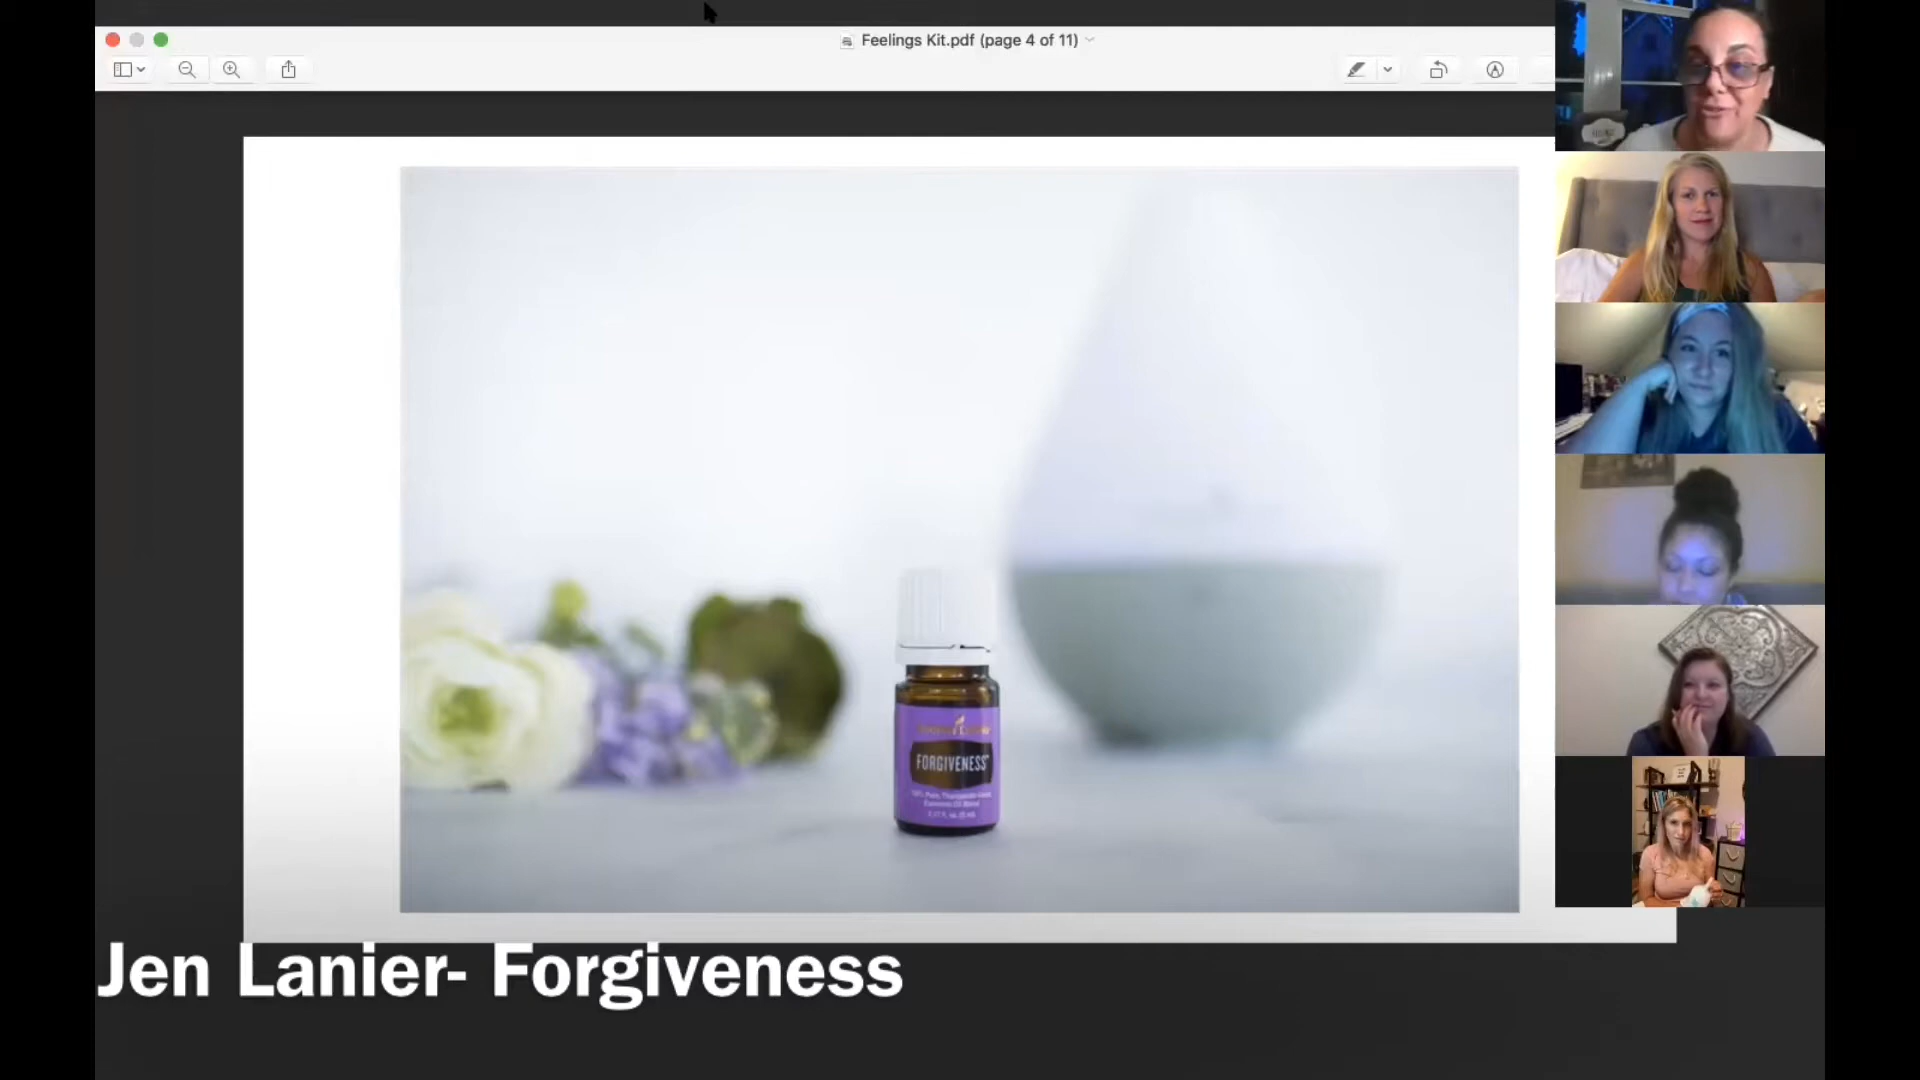 Feelings Kit.pdf (page 4 of 11)
FORGIVENESS
Jen Lanier- Forgiveness